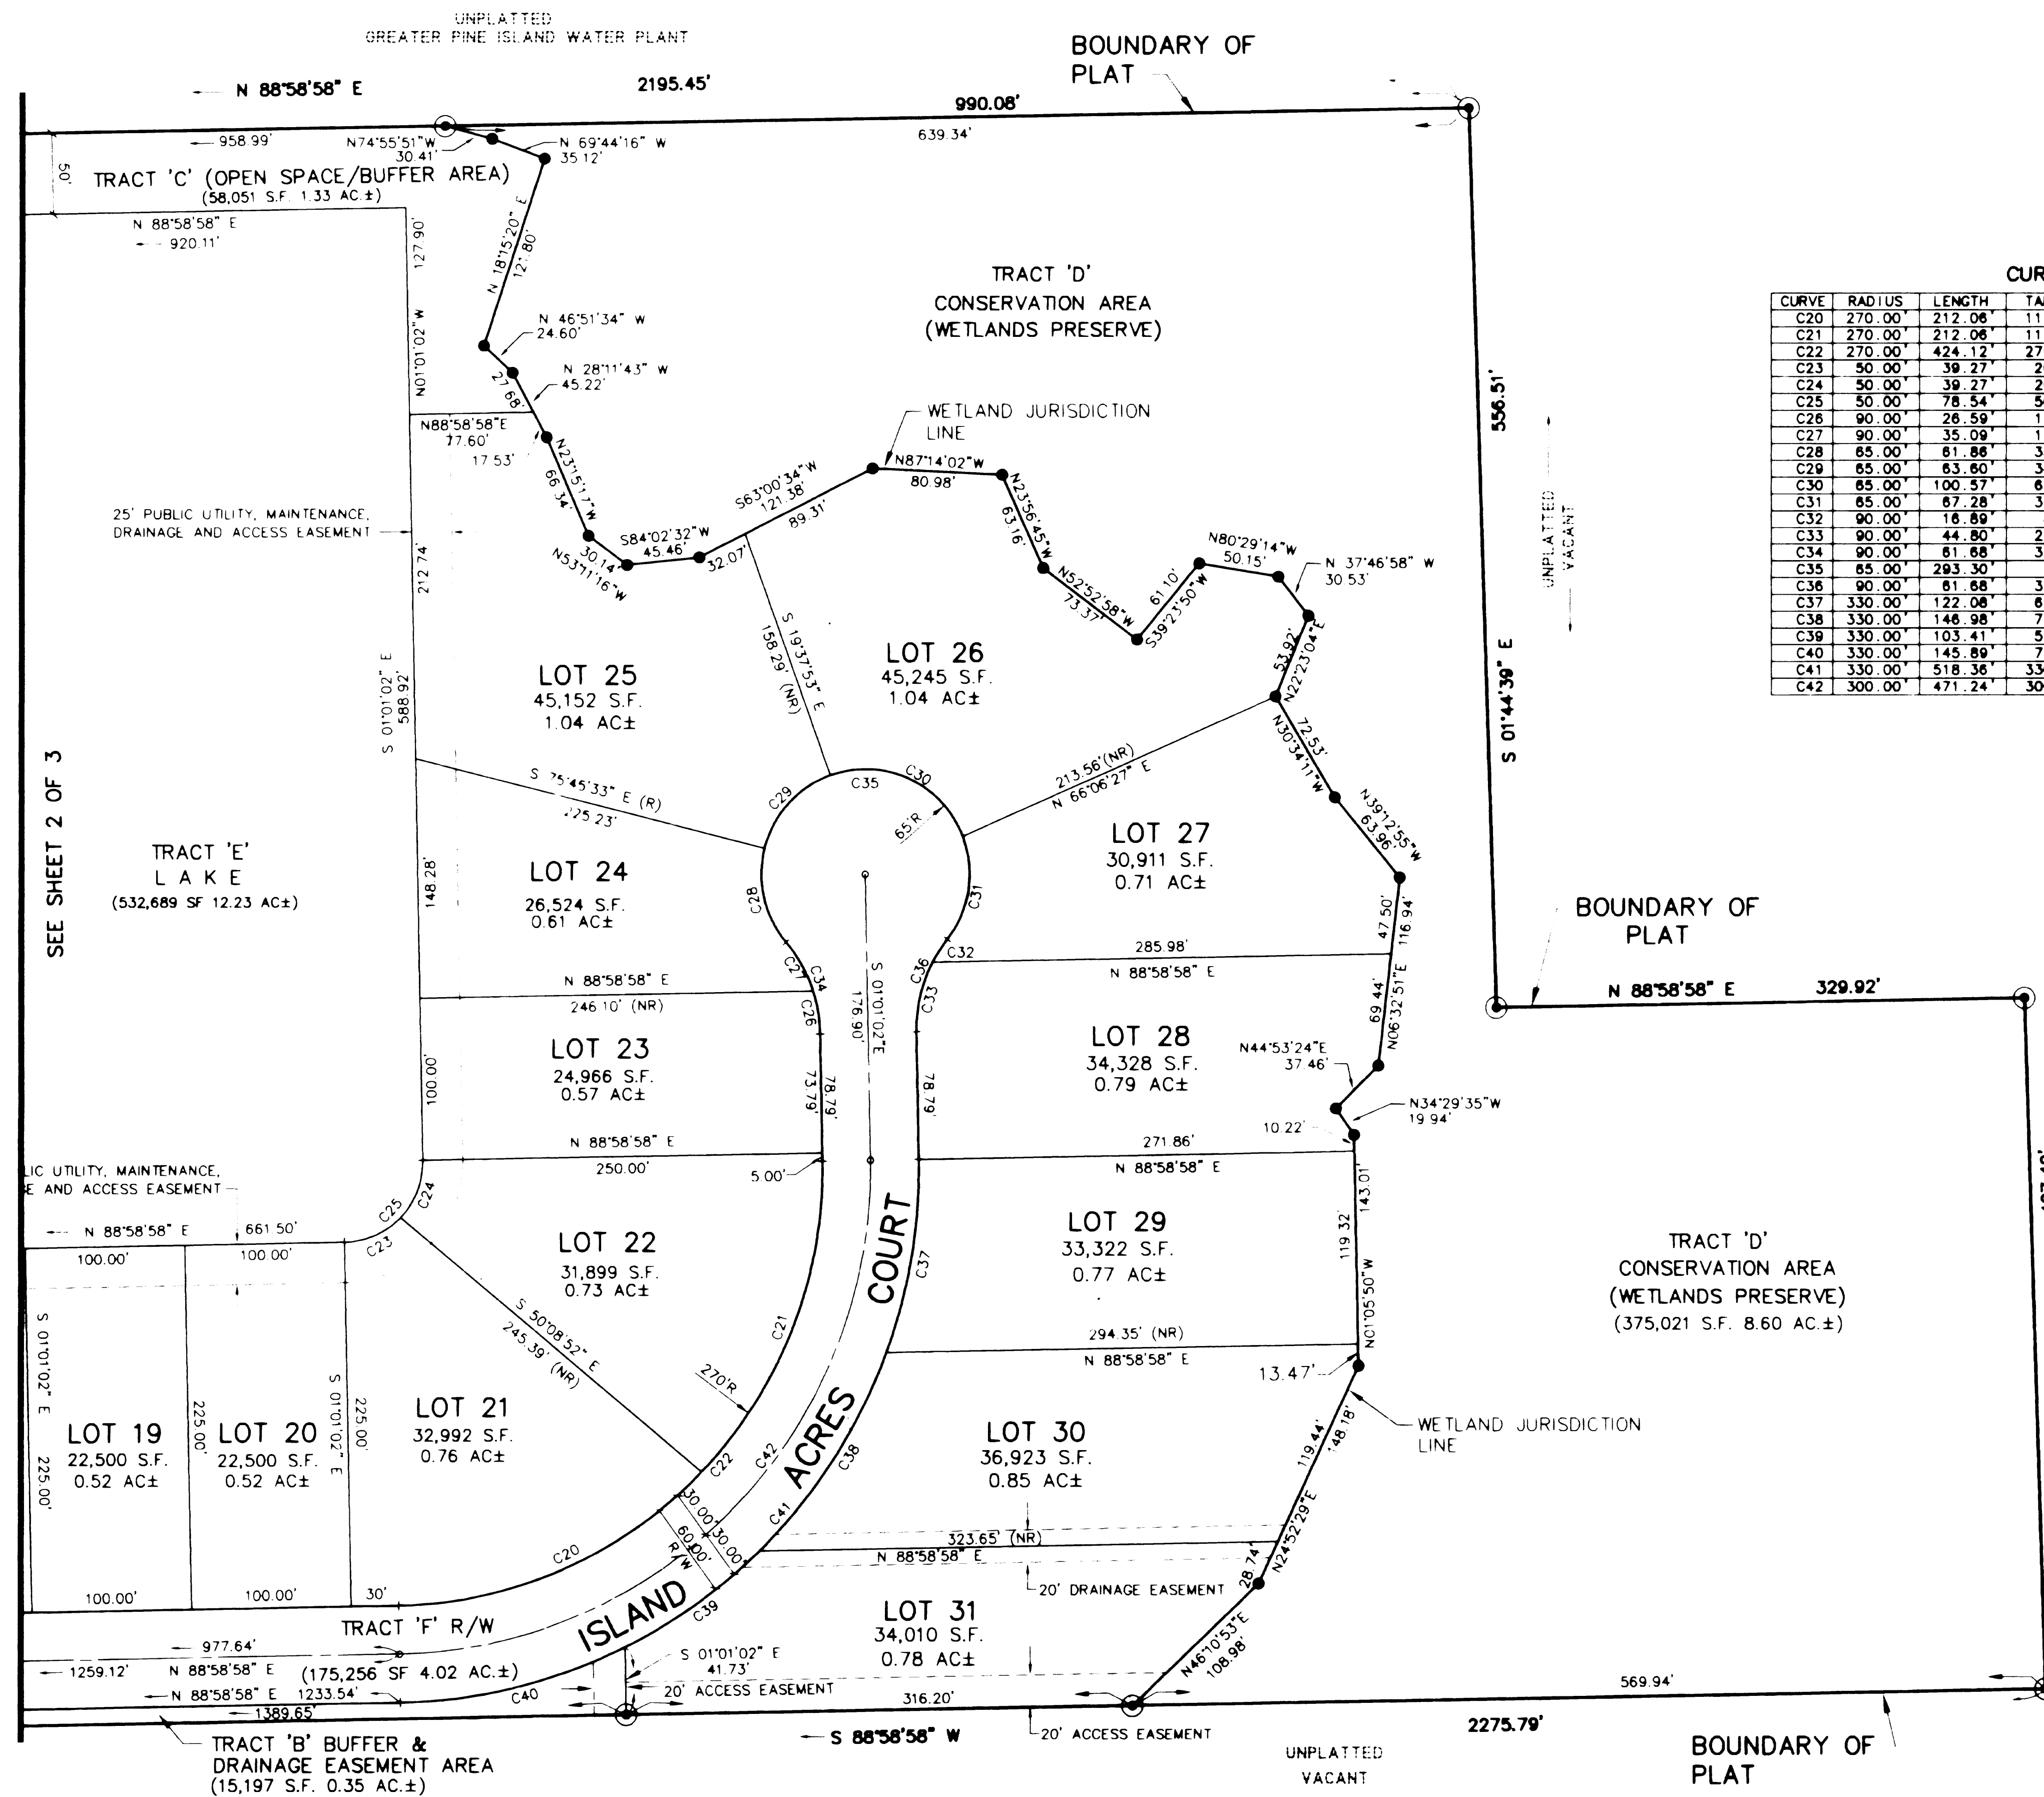 UNPLATTED
GREATER PINE ISLAND WATER PLANT
BOUNDARY OF
PLAT
N 88°58'58" E
2195.45'
990.08'
958.99'
N74°55'51"W
30.41'
N 69°44'16" W
35.12'
639.34'
50'
TRACT 'C' (OPEN SPACE/BUFFER AREA)
(58,051 S.F. 1.33 AC.±)
N 88°58'58" E
920.11'
127.90'
N01°01'02"W
N 18°15'20" E
121.80'
TRACT 'D'
CONSERVATION AREA
(WETLANDS PRESERVE)
N 46°51'34" W
24.60'
N 28°11'43" W
45.22'
27.68'
N88°58'58"E
77.60'
17.53'
WETLAND JURISDICTION
LINE
N23°15'17"W
66.34'
S63°00'34"W
121.38'
89.31'
N87°14'02"W
80.98'
N23°56'45"W
63.16'
25' PUBLIC UTILITY, MAINTENANCE,
DRAINAGE AND ACCESS EASEMENT
S84°02'32"W
45.46'
30.14'
N53°11'16"W
32.07'
N52°52'58"W
73.37'
61.10'
S39°23'50"W
N80°29'14"W
50.15'
N 37°46'58" W
30.53'
53.92'
N22°23'04"E
212.74'
S 01°01'02" E
588.92'
S 19°37'53" E
158.29' (NR)
LOT 25
45,152 S.F.
1.04 AC±
LOT 26
45,245 S.F.
1.04 AC±
556.51'
S 01°44'39" E
UNPLATTED
VACANT
CURVE RADIUS LENGTH
C20 270.00' 212.06' 11
C21 270.00' 212.06' 11
C22 270.00' 424.12' 27
C23 50.00' 39.27' 2
C24 50.00' 39.27' 2
C25 50.00' 78.54' 5
C26 90.00' 26.59' 1
C27 90.00' 35.09' 1
C28 65.00' 61.86' 3
C29 65.00' 63.60' 3
C30 65.00' 100.57' 6
C31 65.00' 67.28' 3
C32 90.00' 16.89'
C33 90.00' 44.80' 2
C34 90.00' 61.68' 3
C35 65.00' 293.30'
C36 90.00' 61.68' 3
C37 330.00' 122.08' 6
C38 330.00' 146.98' 7
C39 330.00' 103.41' 5
C40 330.00' 145.89' 7
C41 330.00' 518.36' 33
C42 300.00' 471.24' 30
72.53'
N30°34'11"W
213.56'(NR)
N 66°06'27" E
N39°12'55"W
63.96'
S 75°45'33" E (R)
225.23'
C29
C35
C30
65'R
SEE SHEET 2 OF 3
TRACT 'E'
L A K E
(532,689 SF 12.23 AC±)
148.28'
LOT 24
26,524 S.F.
0.61 AC±
C28
C31
LOT 27
30,911 S.F.
0.71 AC±
47.50'
116.94'
BOUNDARY OF
PLAT
C27
C34
C36
C32
285.98'
N 88°58'58" E
N 88°58'58" E
246.10' (NR)
C26
C33
S 01°01'02"E
176.90'
69.44'
N06°32'51"E
N 88°58'58" E
329.92'
LOT 23
24,966 S.F.
0.57 AC±
100.00'
73.79'
78.79'
78.79'
LOT 28
34,328 S.F.
0.79 AC±
N44°53'24"E
37.46'
N34°29'35"W
19.94'
10.22'
N 88°58'58" E
250.00'
5.00'
271.86'
N 88°58'58" E
LIC UTILITY, MAINTENANCE,
E AND ACCESS EASEMENT
C24
C25
C23
N 88°58'58" E
661.50'
100.00'
100.00'
LOT 22
31,899 S.F.
0.73 AC±
LOT 29
33,322 S.F.
0.77 AC±
143.01'
119.32'
N01°05'50"W
C37
C21
TRACT 'D'
CONSERVATION AREA
(WETLANDS PRESERVE)
(375,021 S.F. 8.60 AC.±)
S 50°08'52" E
245.39' (NR)
294.35' (NR)
N 88°58'58" E
13.47'
270'R
S 01°01'02" E
225.00'
LOT 19
22,500 S.F.
0.52 AC±
225.00'
LOT 20
22,500 S.F.
0.52 AC±
S 01°01'02" E
225.00'
LOT 21
32,992 S.F.
0.76 AC±
C22
C42
C38
C41
LOT 30
36,923 S.F.
0.85 AC±
119.44'
148.18'
WETLAND JURISDICTION
LINE
N24°52'29"E
30.00'
30.00'
60.00'
R/W
323.65' (NR)
N 88°58'58" E
28.74'
20' DRAINAGE EASEMENT
C20
C39
100.00'
100.00'
30'
TRACT 'F' R/W
ISLAND
ACRES
COURT
LOT 31
34,010 S.F.
0.78 AC±
N46°10'53"E
108.98'
977.64'
1259.12'
N 88°58'58" E
(175,256 SF 4.02 AC.±)
S 01°01'02" E
41.73'
20' ACCESS EASEMENT
N 88°58'58" E
1233.54'
C40
316.20'
569.94'
1389.65'
S 88°58'58" W
20' ACCESS EASEMENT
2275.79'
TRACT 'B' BUFFER &
DRAINAGE EASEMENT AREA
(15,197 S.F. 0.35 AC.±)
UNPLATTED
VACANT
BOUNDARY OF
PLAT